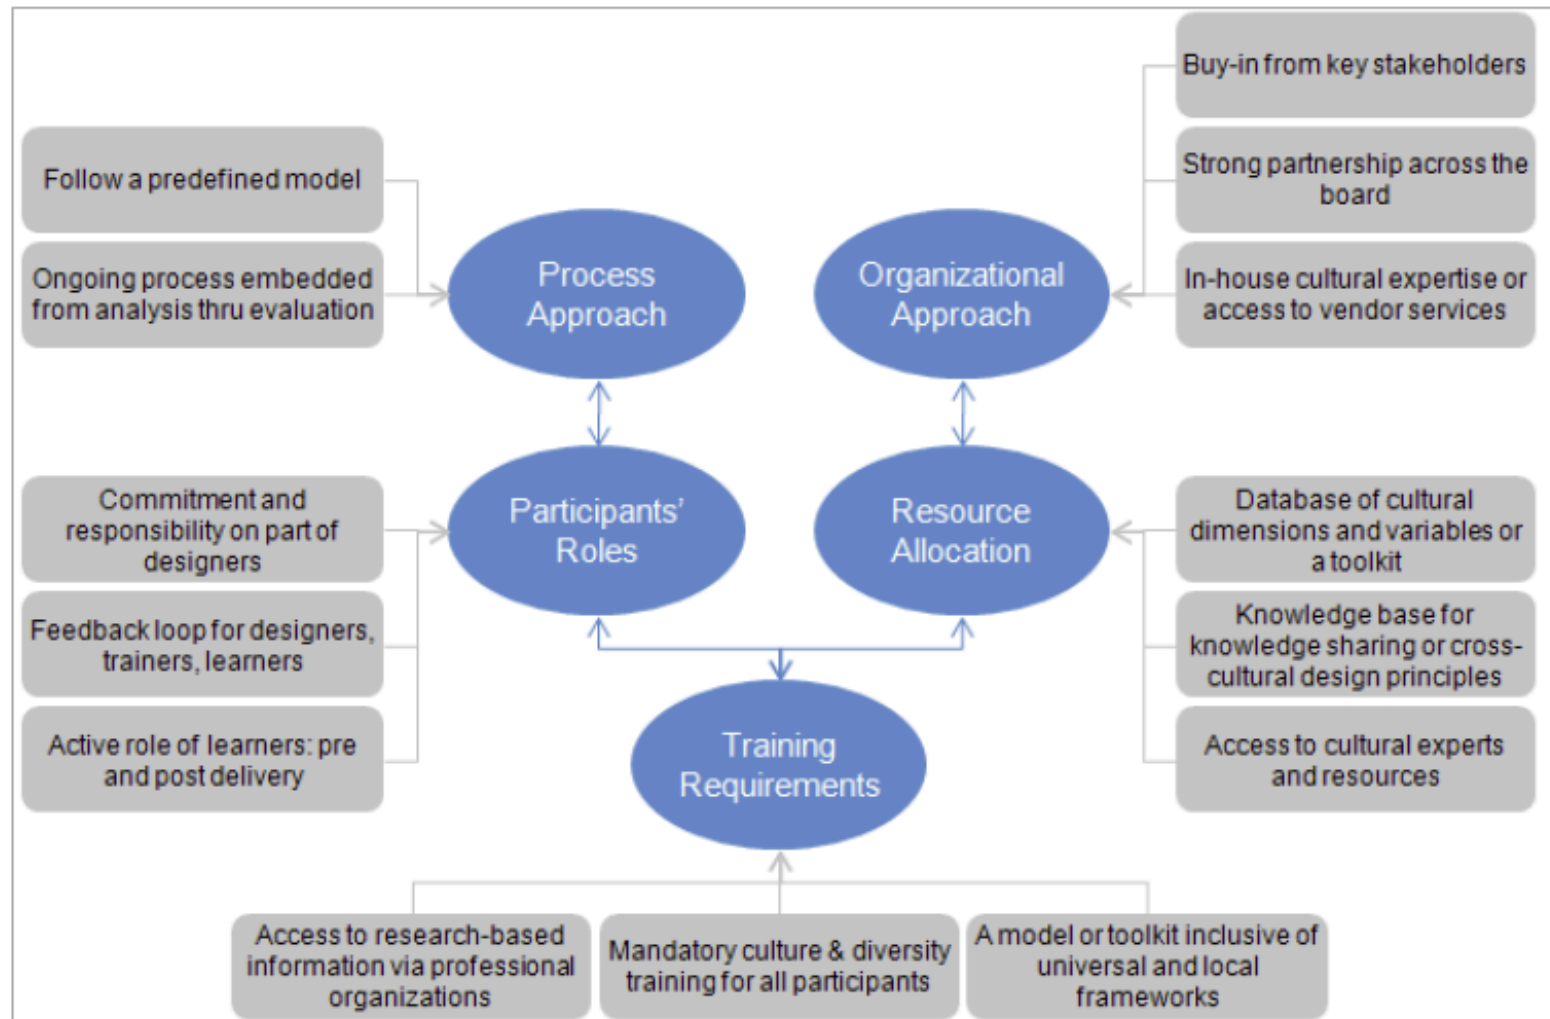 Buy-in from key stakeholders
Follow a predefined model
Strong partnership across the
board
Ongoing process embedded
from analysis thru evaluation
Process
Approach
Organizational
Approach
In-house cultural expertise or
access to vendor services
Commitment and
responsibility on part of
designers
Participants'
Roles
Resource
Allocation
Database of cultural
dimensions and variables or
a toolkit
Feedback loop for designers,
trainers, learners
Knowledge base for
knowledge sharing or cross-
cultural design principles
Active role of learners: pre
and post delivery
Training
Requirements
Access to cultural experts
and resources
Access to research-based
information via professional
organizations
Mandatory culture & diversity
training for all participants
A model or toolkit inclusive of
universal and local
frameworks